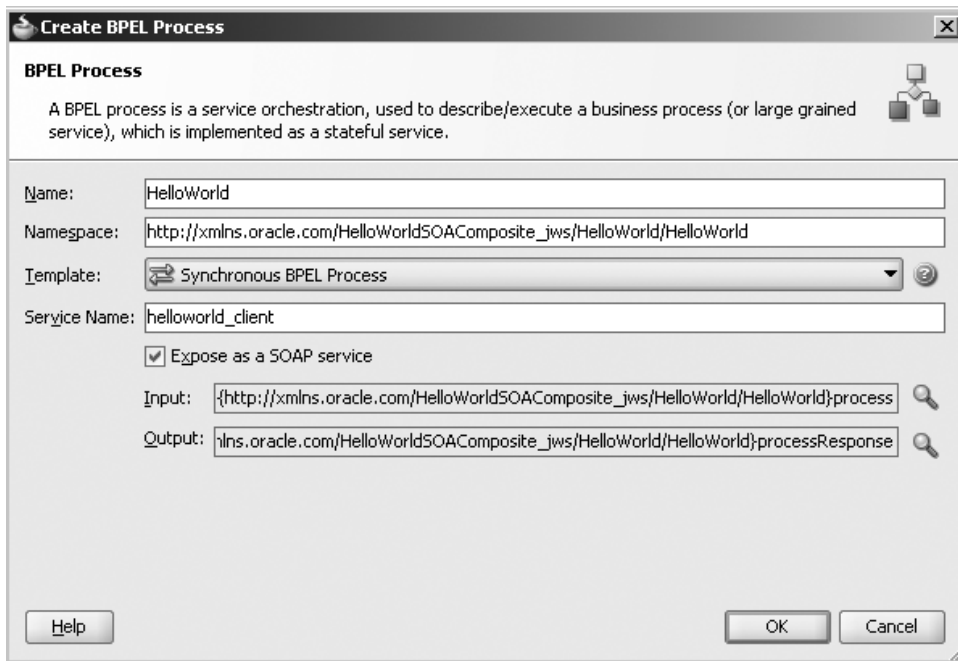 Create BPEL Process
BPEL Process
A BPEL process is a service orchestration, used to describe/execute a business process (or large grained
service), which is implemented as a stateful service.
Name: HelloWorld
Namespace: http://xmlns.oracle.com/HelloWorldSOAComposite_jws/HelloWorld/HelloWorld
Template: Synchronous BPEL Process
Service Name: helloworld_client
Expose as a SOAP service
Input: {http://xmlns.oracle.com/HelloWorldSOAComposite_jws/HelloWorld/HelloWorld}process
Output: lns.oracle.com/HelloWorldSOAComposite_jws/HelloWorld/HelloWorld}processResponse
Help OK Cancel